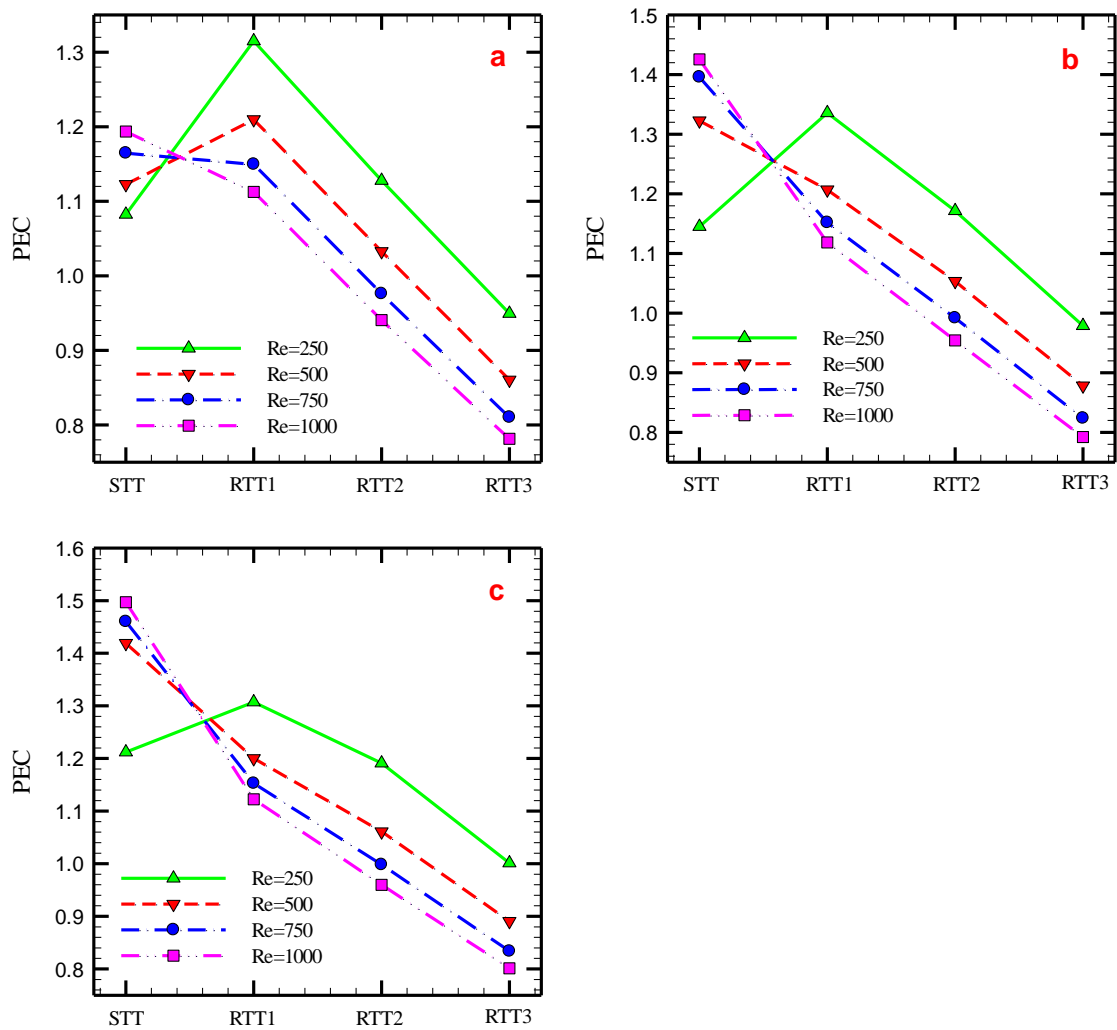 a
PEC
1.3
1.2
1.1
1.0
0.9
0.8
Re=250
Re=500
Re=750
Re=1000
STT RTT1 RTT2 RTT3
b
PEC
1.5
1.4
1.3
1.2
1.1
1.0
0.9
0.8
Re=250
Re=500
Re=750
Re=1000
STT RTT1 RTT2 RTT3
c
PEC
1.6
1.5
1.4
1.3
1.2
1.1
1.0
0.9
0.8
Re=250
Re=500
Re=750
Re=1000
STT RTT1 RTT2 RTT3